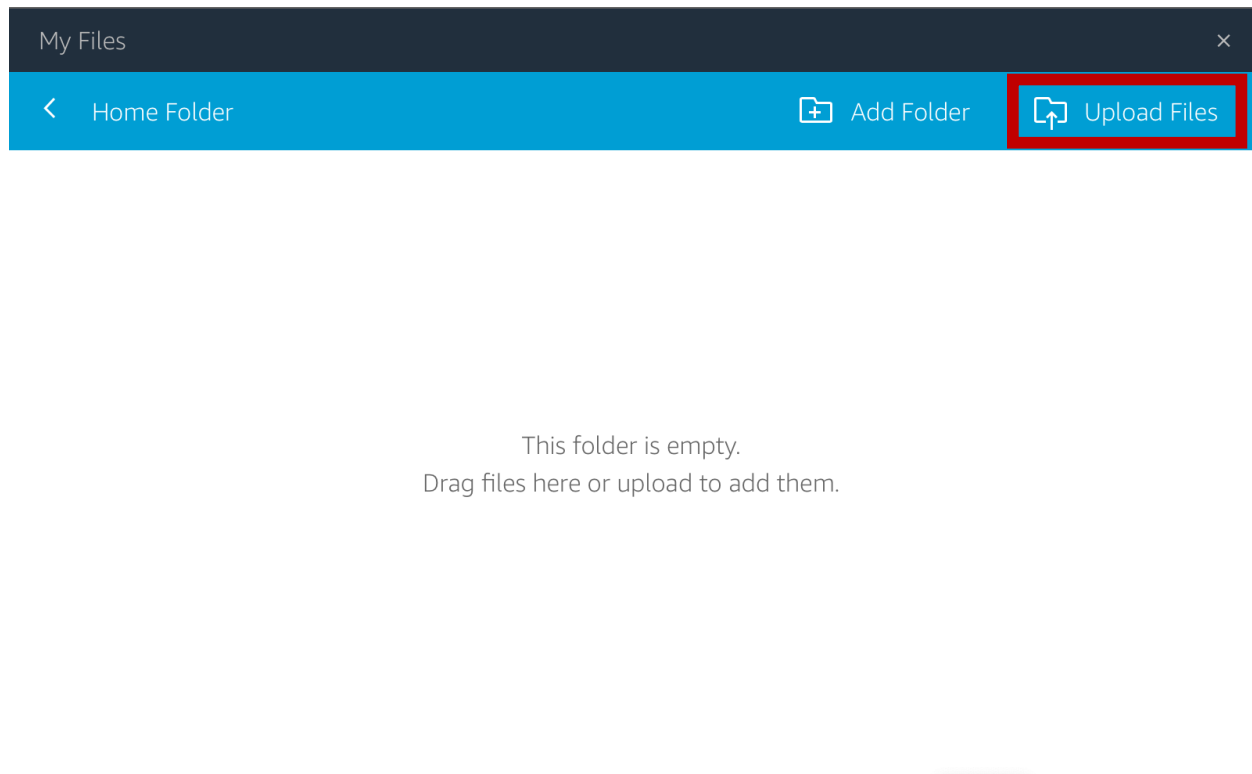 My Files
Home Folder
Add Folder
Upload Files
This folder is empty.
Drag files here or upload to add them.